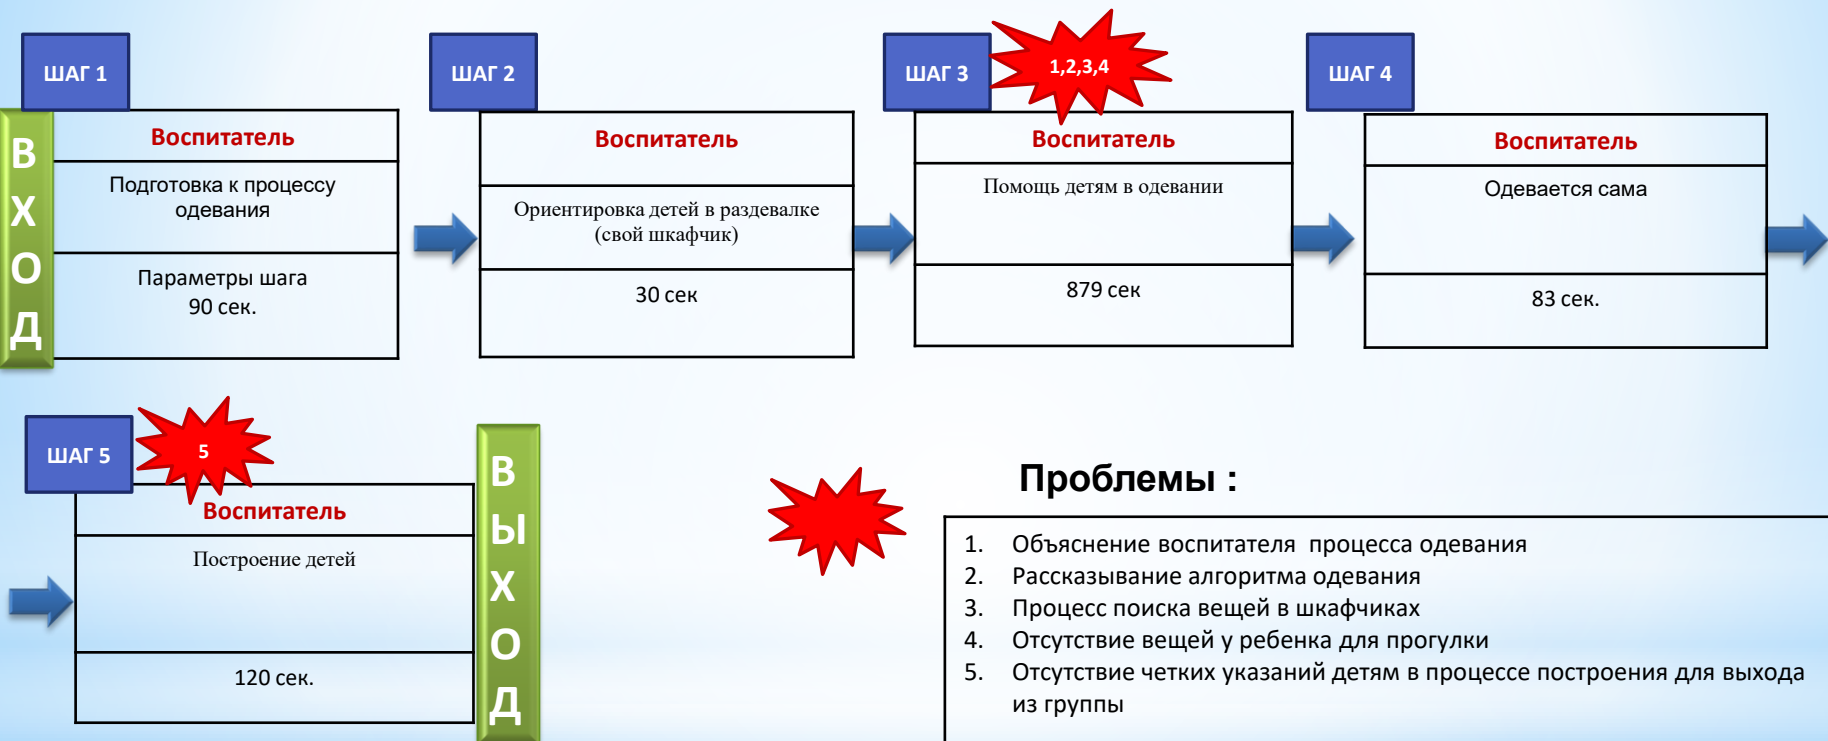 ШАГ 1
ВХОД
Воспитатель
Подготовка к процессу
одевания
Параметры шага
90 сек.
ШАГ 2
Воспитатель
Ориентировка детей в раздевалке
(свой шкафчик)
30 сек
ШАГ 3
1,2,3,4
Воспитатель
Помощь детям в одевании
879 сек
ШАГ 4
Воспитатель
Одевается сама
83 сек.
ШАГ 5
5
Воспитатель
Построение детей
120 сек.
ВЫХОД
Проблемы :
1. Объяснение воспитателя процесса одевания
2. Рассказывание алгоритма одевания
3. Процесс поиска вещей в шкафчиках
4. Отсутствие вещей у ребенка для прогулки
5. Отсутствие четких указаний детям в процессе построения для выхода
из группы